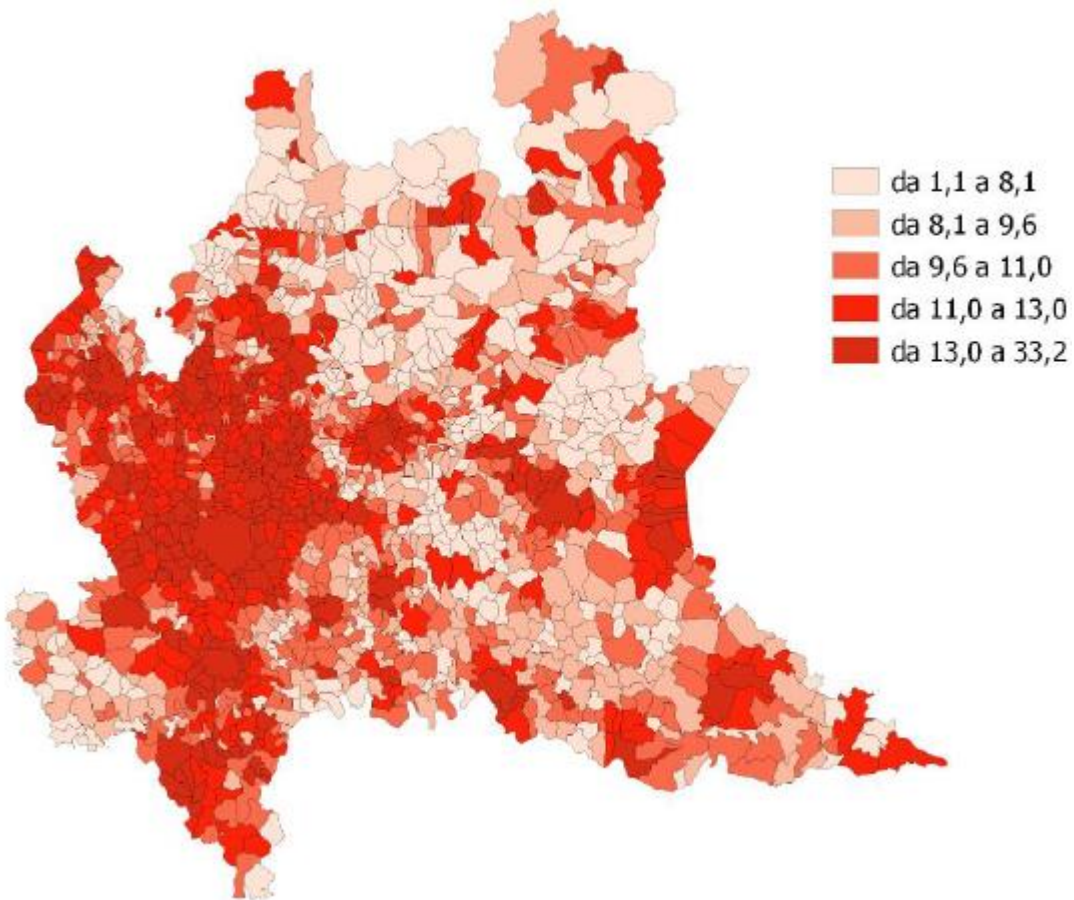 da 1,1 a 8,1
da 8,1 a 9,6
da 9,6 a 11,0
da 11,0 a 13,0
da 13,0 a 33,2